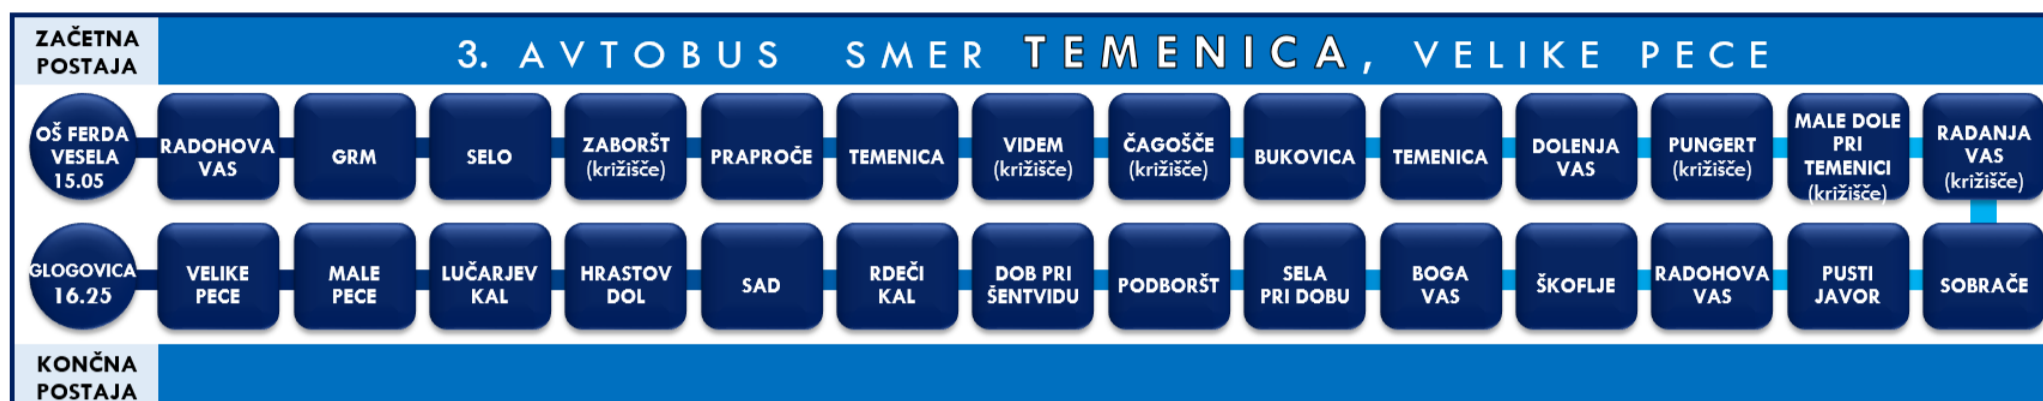 ZAČETNA
POSTAJA
3. AVTOBUS SMER TEMENICA, VELIKE PECE
OŠ FERDA
VESELA
15.05
RADOHOVA
VAS
GRM
SELO
ZABORŠT
(križišče)
PRAPROČE
TEMENICA
VIDEM
(križišče)
ČAGOŠČE
(križišče)
BUKOVICA
TEMENICA
DOLENJA
VAS
PUNGERT
(križišče)
MALE DOLE
PRI
TEMENICI
(križišče)
RADANJA
VAS
(križišče)
GLOGOVICA
16.25
VELIKE
PECE
MALE
PECE
LUČARJEV
KAL
HRASTOV
DOL
SAD
RDEČI
KAL
DOB PRI
ŠENTVIDU
PODBORŠT
SELA
PRI DOBU
BOGA
VAS
ŠKOFLJE
RADOHOVA
VAS
PUSTI
JAVOR
SOBRAČE
KONČNA
POSTAJA